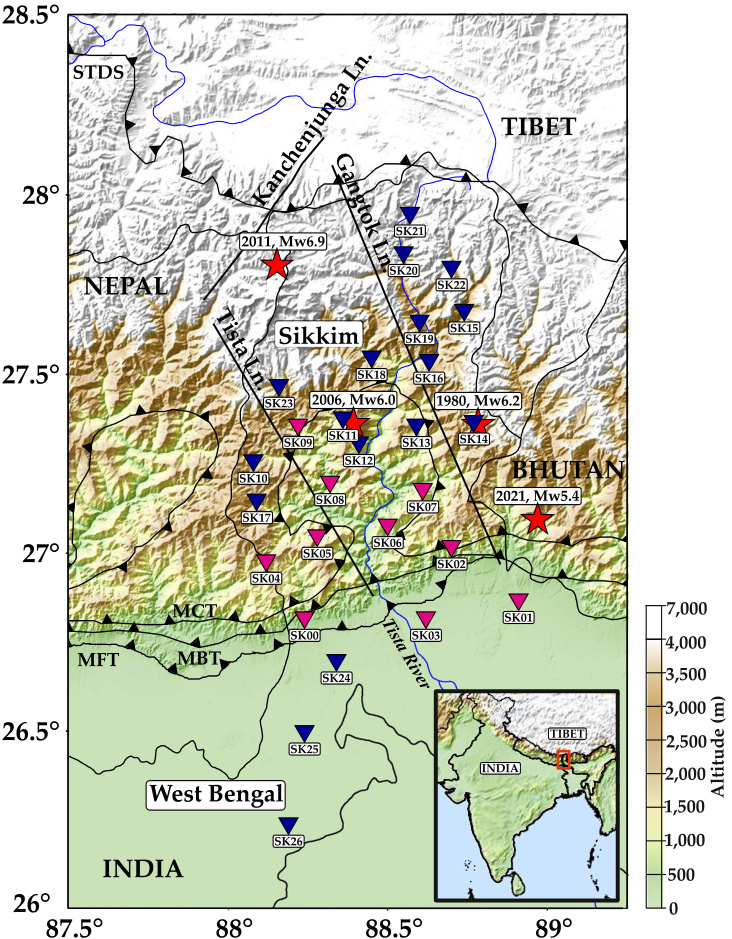 28.5°
STDS
Kanchenjunga Ln.
TIBET
Gangtok Ln.
28°
SK21
2011, Mw6.9
SK20
SK22
NEPAL
SK15
Tista Ln.
Sikkim
SK19
SK18
SK16
27.5°
SK23
2006, Mw6.0
1980, Mw6.2
SK09
SK11
SK13
SK14
SK12
BHUTAN
SK10
SK08
2021, Mw5.4
SK07
SK17
27°
SK05
SK06
SK02
SK04
MCT
SK00
SK03
SK01
MFT
MBT
Tista River
SK24
26.5°
SK25
West Bengal
SK26
INDIA
26°
87.5°
88°
88.5°
89°
TIBET
INDIA
7,000
4,000
3,500
3,000
2,500
2,000
1,500
1,000
500
0
Altitude (m)